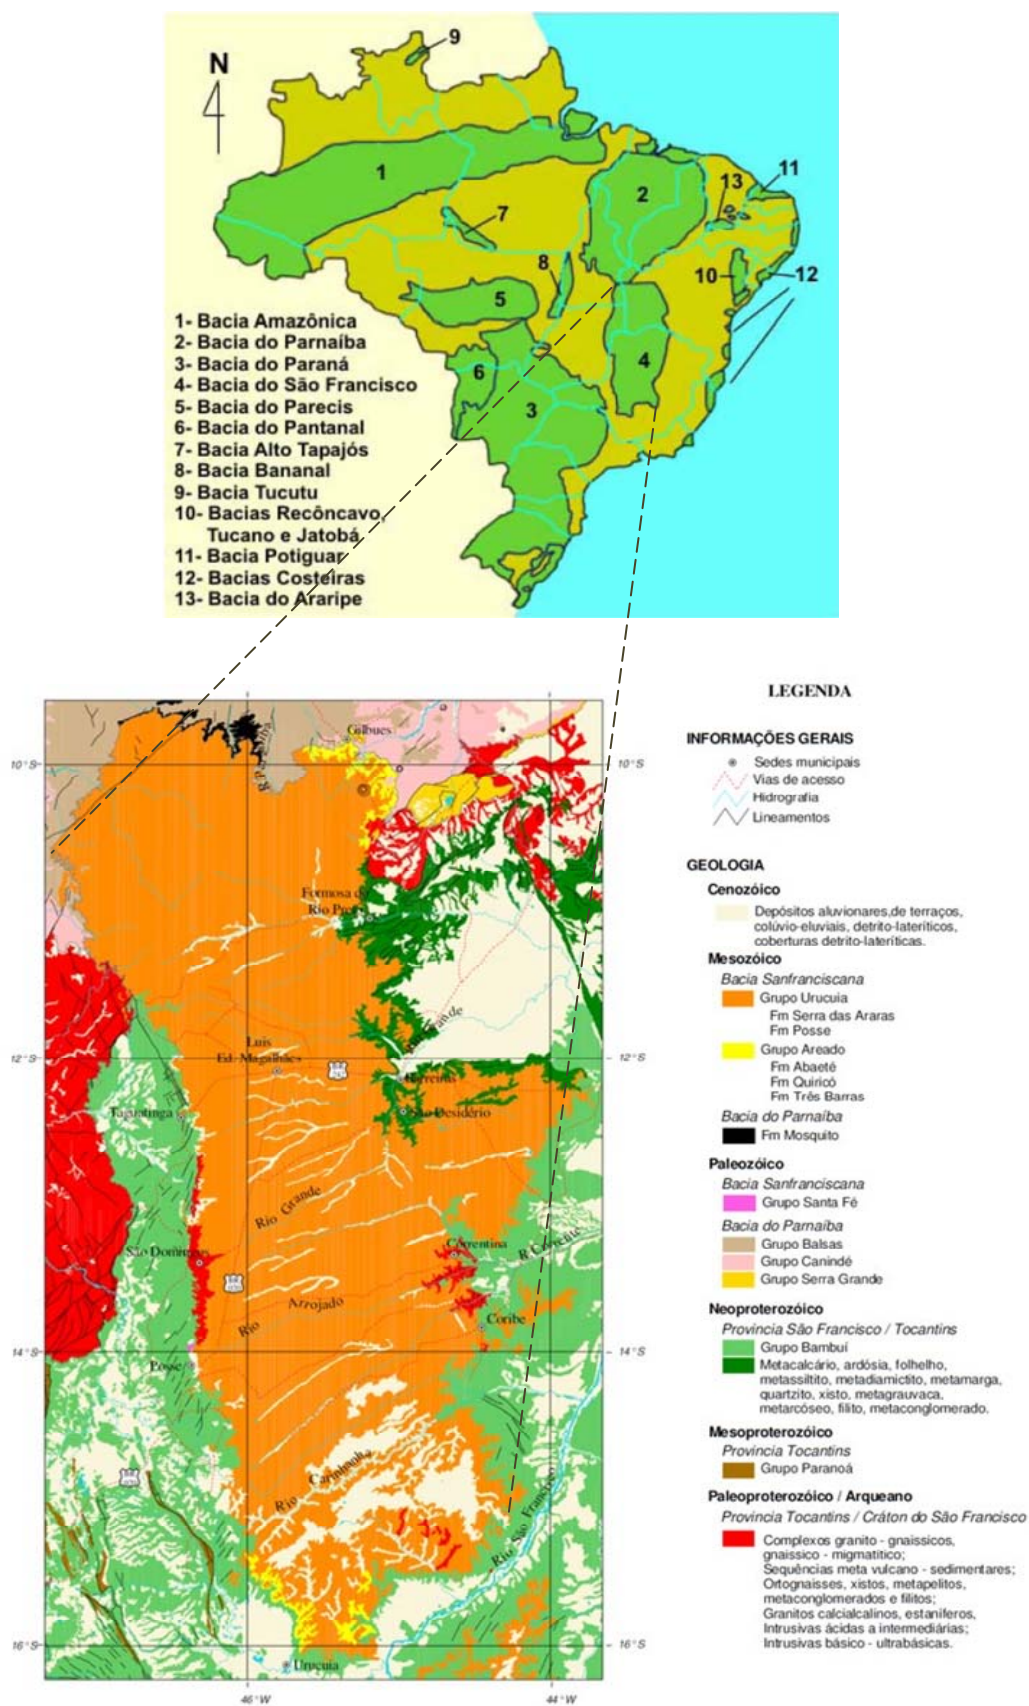 N
9
1
2
13
11
7
8
10
12
5
4
6
3
1- Bacia Amazônica
2- Bacia do Parnaíba
3- Bacia do Paraná
4- Bacia do São Francisco
5- Bacia do Parecis
6- Bacia do Pantanal
7- Bacia Alto Tapajós
8- Bacia Bananal
9- Bacia Tucutu
10- Bacias Recôncavo,
Tucano e Jatobá
11- Bacia Potiguar
12- Bacias Costeiras
13- Bacia do Araripe
Gilbues
R Parnaíba
10°S
10°S
Formosa do
Rio Preto
Grande
Luis
Ed. Magalhães
12°S
12°S
Barreiras
Taguatinga
São Desidério
Rio Grande
São Domingos
Correntina
R Corrente
Rio Arrojado
Coribe
14°S
14°S
Posse
Rio Carinhanha
Rio São Francisco
16°S
16°S
Urucuia
46°W
44°W
LEGENDA
INFORMAÇÕES GERAIS
Sedes municipais
Vias de acesso
Hidrografia
Lineamentos
GEOLOGIA
Cenozóico
Depósitos aluvionares,de terraços,
colúvio-eluviais, detrito-lateríticos,
coberturas detrito-lateríticas.
Mesozóico
Bacia Sanfranciscana
Grupo Urucuia
Fm Serra das Araras
Fm Posse
Grupo Areado
Fm Abaeté
Fm Quiricó
Fm Três Barras
Bacia do Parnaíba
Fm Mosquito
Paleozóico
Bacia Sanfranciscana
Grupo Santa Fé
Bacia do Parnaíba
Grupo Balsas
Grupo Canindé
Grupo Serra Grande
Neoproterozóico
Provincia São Francisco / Tocantins
Grupo Bambuí
Metacalcário, ardósia, folhelho,
metassiltito, metadiamictito, metamarga,
quartzito, xisto, metagrauvaca,
metarcóseo, filito, metaconglomerado.
Mesoproterozóico
Provincia Tocantins
Grupo Paranoá
Paleoproterozóico / Arqueano
Provincia Tocantins / Cráton do São Francisco
Complexos granito - gnaissicos,
gnaissico - migmatítico;
Sequências meta vulcano - sedimentares;
Ortognaisses, xistos, metapelitos,
metaconglomerados e filitos;
Granitos calcialcalinos, estaníferos,
Intrusivas ácidas a intermediárias;
Intrusivas básico - ultrabásicas.